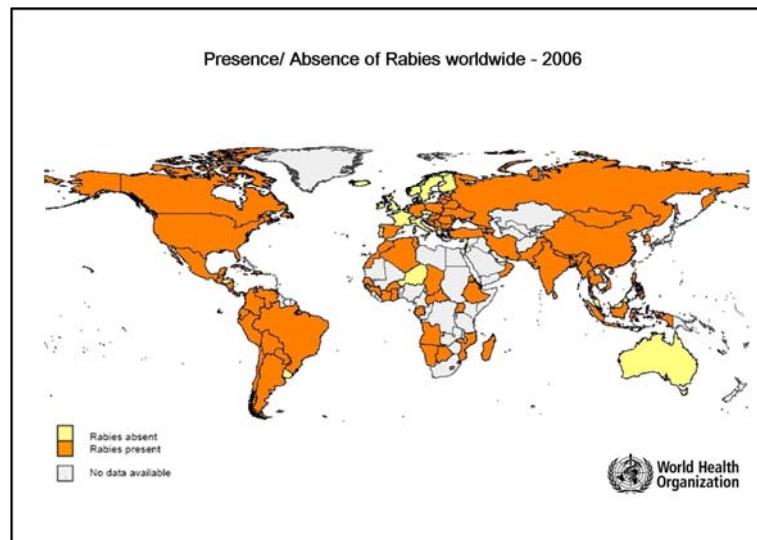 Presence/ Absence of Rabies worldwide - 2006
Rabies absent
Rabies present
No data available
World Health
Organization